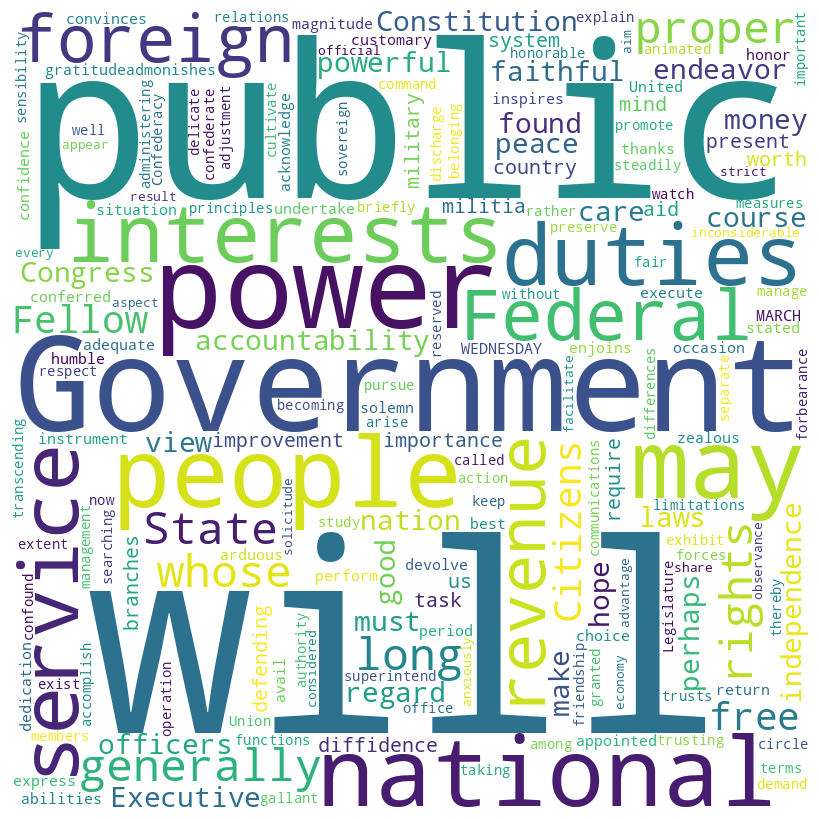 convinces
relations
magnitude
Constitution
explain
aim
proper
important
foreign
official
customary
system
honorable
animated
honor
gratitudeadmonishes
powerful
faithful
endeavor
sensibility
public
command
inspires
United
mind
money
well
appear
administering
Confederacy
delicate
confederate
adjustment
cultivate
acknowledge
sovereign
military
discharge
belonging
found
peace
country
promote
thanks
steadily
present
worth
strict
confidence
result
situation
principles
undertake
briefly
militia
rather
preserve
care
aid
watch
course
measures
inconsiderable
every
interests
duties
fair
Congress
conferred
aspect
power
Federal
without
execute
manage
MARCH
stated
Fellow
adequate
accountability
reserved
WEDNESDAY
enjoins
occasion
humble
respect
Government
pursue
becoming
solemn
arise
facilitate
differences
separate
forbearance
transcending
instrument
view
improvement
importance
zealous
people
called
action
revenue
citizens
communications
require
may
limitations
laws
service
now
extent
management
searching
State
solicitude
study
nation
keep
best
exhibit
forces
share
observance
rights
independence
confound
branches
whose
arduous
perform
good
devolve
us
task
hope
Legislature
perhaps
thereby
dedication
exist
accomplish
operation
will
defending
avail
authority
considered
must
period
long
superintend
anxiously
regard
office
make
choice
friendship
granted
economy
advantage
trusts
return
free
members
Union
functions
officers
diffidence
among
appointed
trusting
circle
express
generally
taking
national
terms
demand
abilities
Executive
gallant